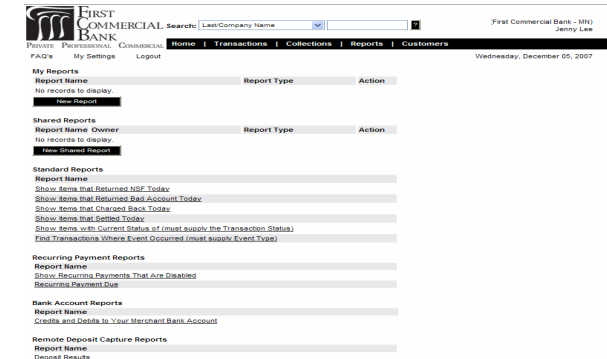 FIRST
COMMERCIAL
BANK
PRIVATE PROFESSIONAL COMMERCIAL
Search: Last/Company Name ?
(First Commercial Bank - MN)
Jenny Lee
Home | Transactions | Collections | Reports | Customers
FAQ's My Settings Logout
Wednesday, December 05, 2007
My Reports
Report Name Report Type Action
No records to display.
New Report
Shared Reports
Report Name Owner Report Type Action
No records to display.
New Shared Report
Standard Reports
Report Name
Show Items that Returned NSF Today
Show Items that Returned Bad Account Today
Show Items that Charged Back Today
Show Items that Settled Today
Show Items with Current Status of (must supply the Transaction Status)
Find Transactions Where Event Occurred (must supply Event Type)
Recurring Payment Reports
Report Name
Show Recurring Payments That Are Disabled
Recurring Payment Due
Bank Account Reports
Report Name
Credits and Debits to Your Merchant Bank Account
Remote Deposit Capture Reports
Report Name
Deposit Results